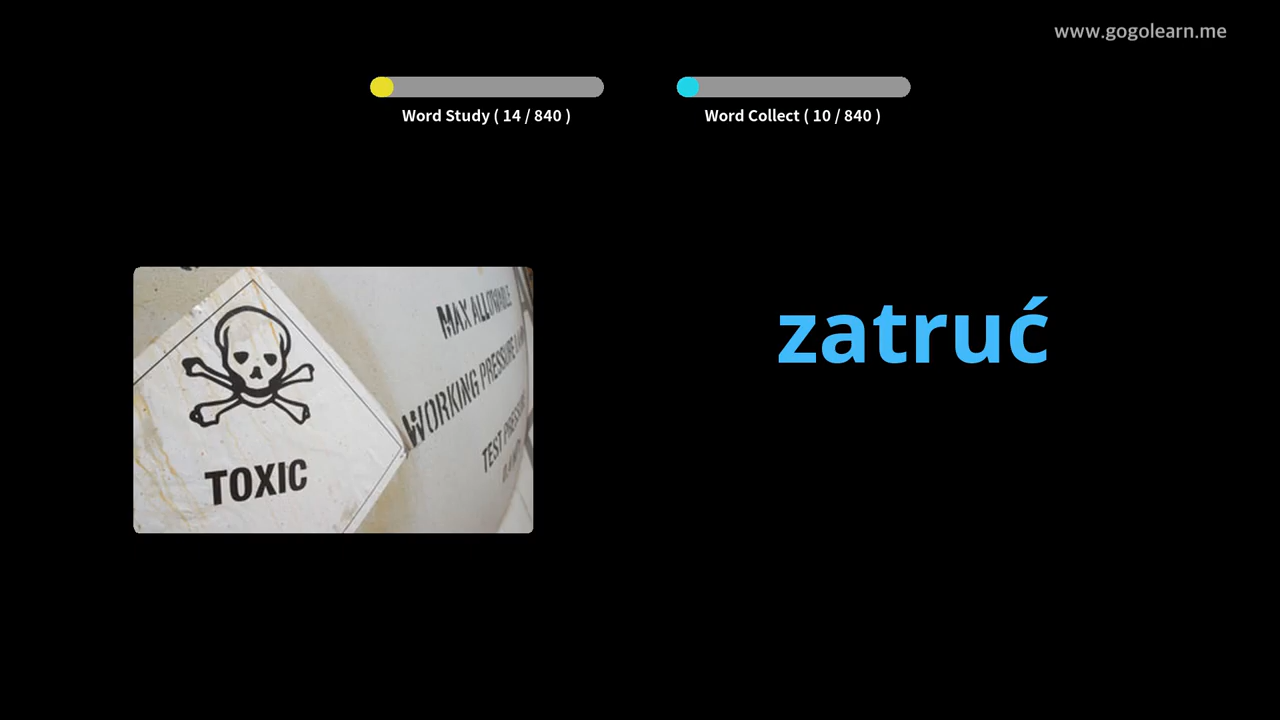 www.gogolearn.me
Word Study ( 14 / 840 )
Word Collect ( 10 / 840 )
zatruć
MAX ALLOWABLE
WORKING PRESSURE
TEST PRESSURE
TOXIC